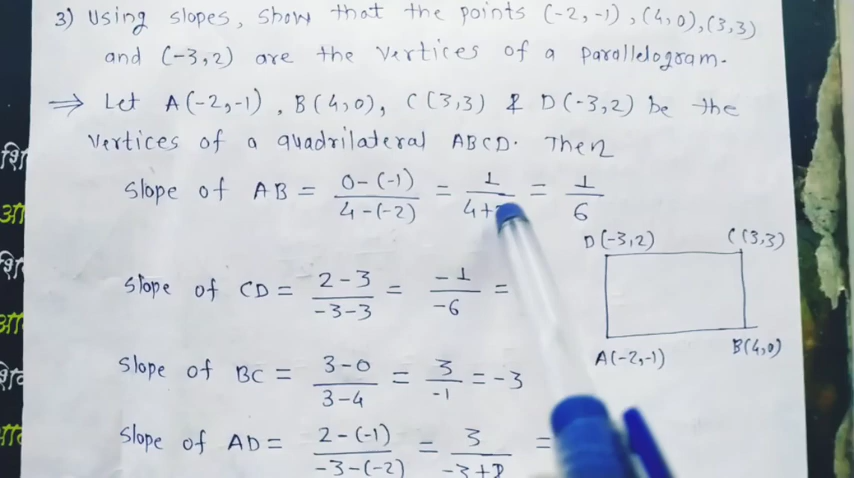 3) Using slopes, show that the points (-2,-1), (4,0), (3,3)
and (-3,2) are the vertices of a parallelogram.
⇒ Let A(-2,-1), B(4,0), C(3,3) & D(-3,2) be the
vertices of a quadrilateral ABCD. Then
Slope of AB = 0-(-1) / 4-(-2) = 1 / 4+ = 1/6
D(-3,2) C(3,3)
Slope of CD = 2-3 / -3-3 = -1 / -6 =
A(-2,-1) B(4,0)
Slope of BC = 3-0 / 3-4 = 3 / -1 = -3
Slope of AD = 2-(-1) / -3-(-2) = 3 / -3+2 =